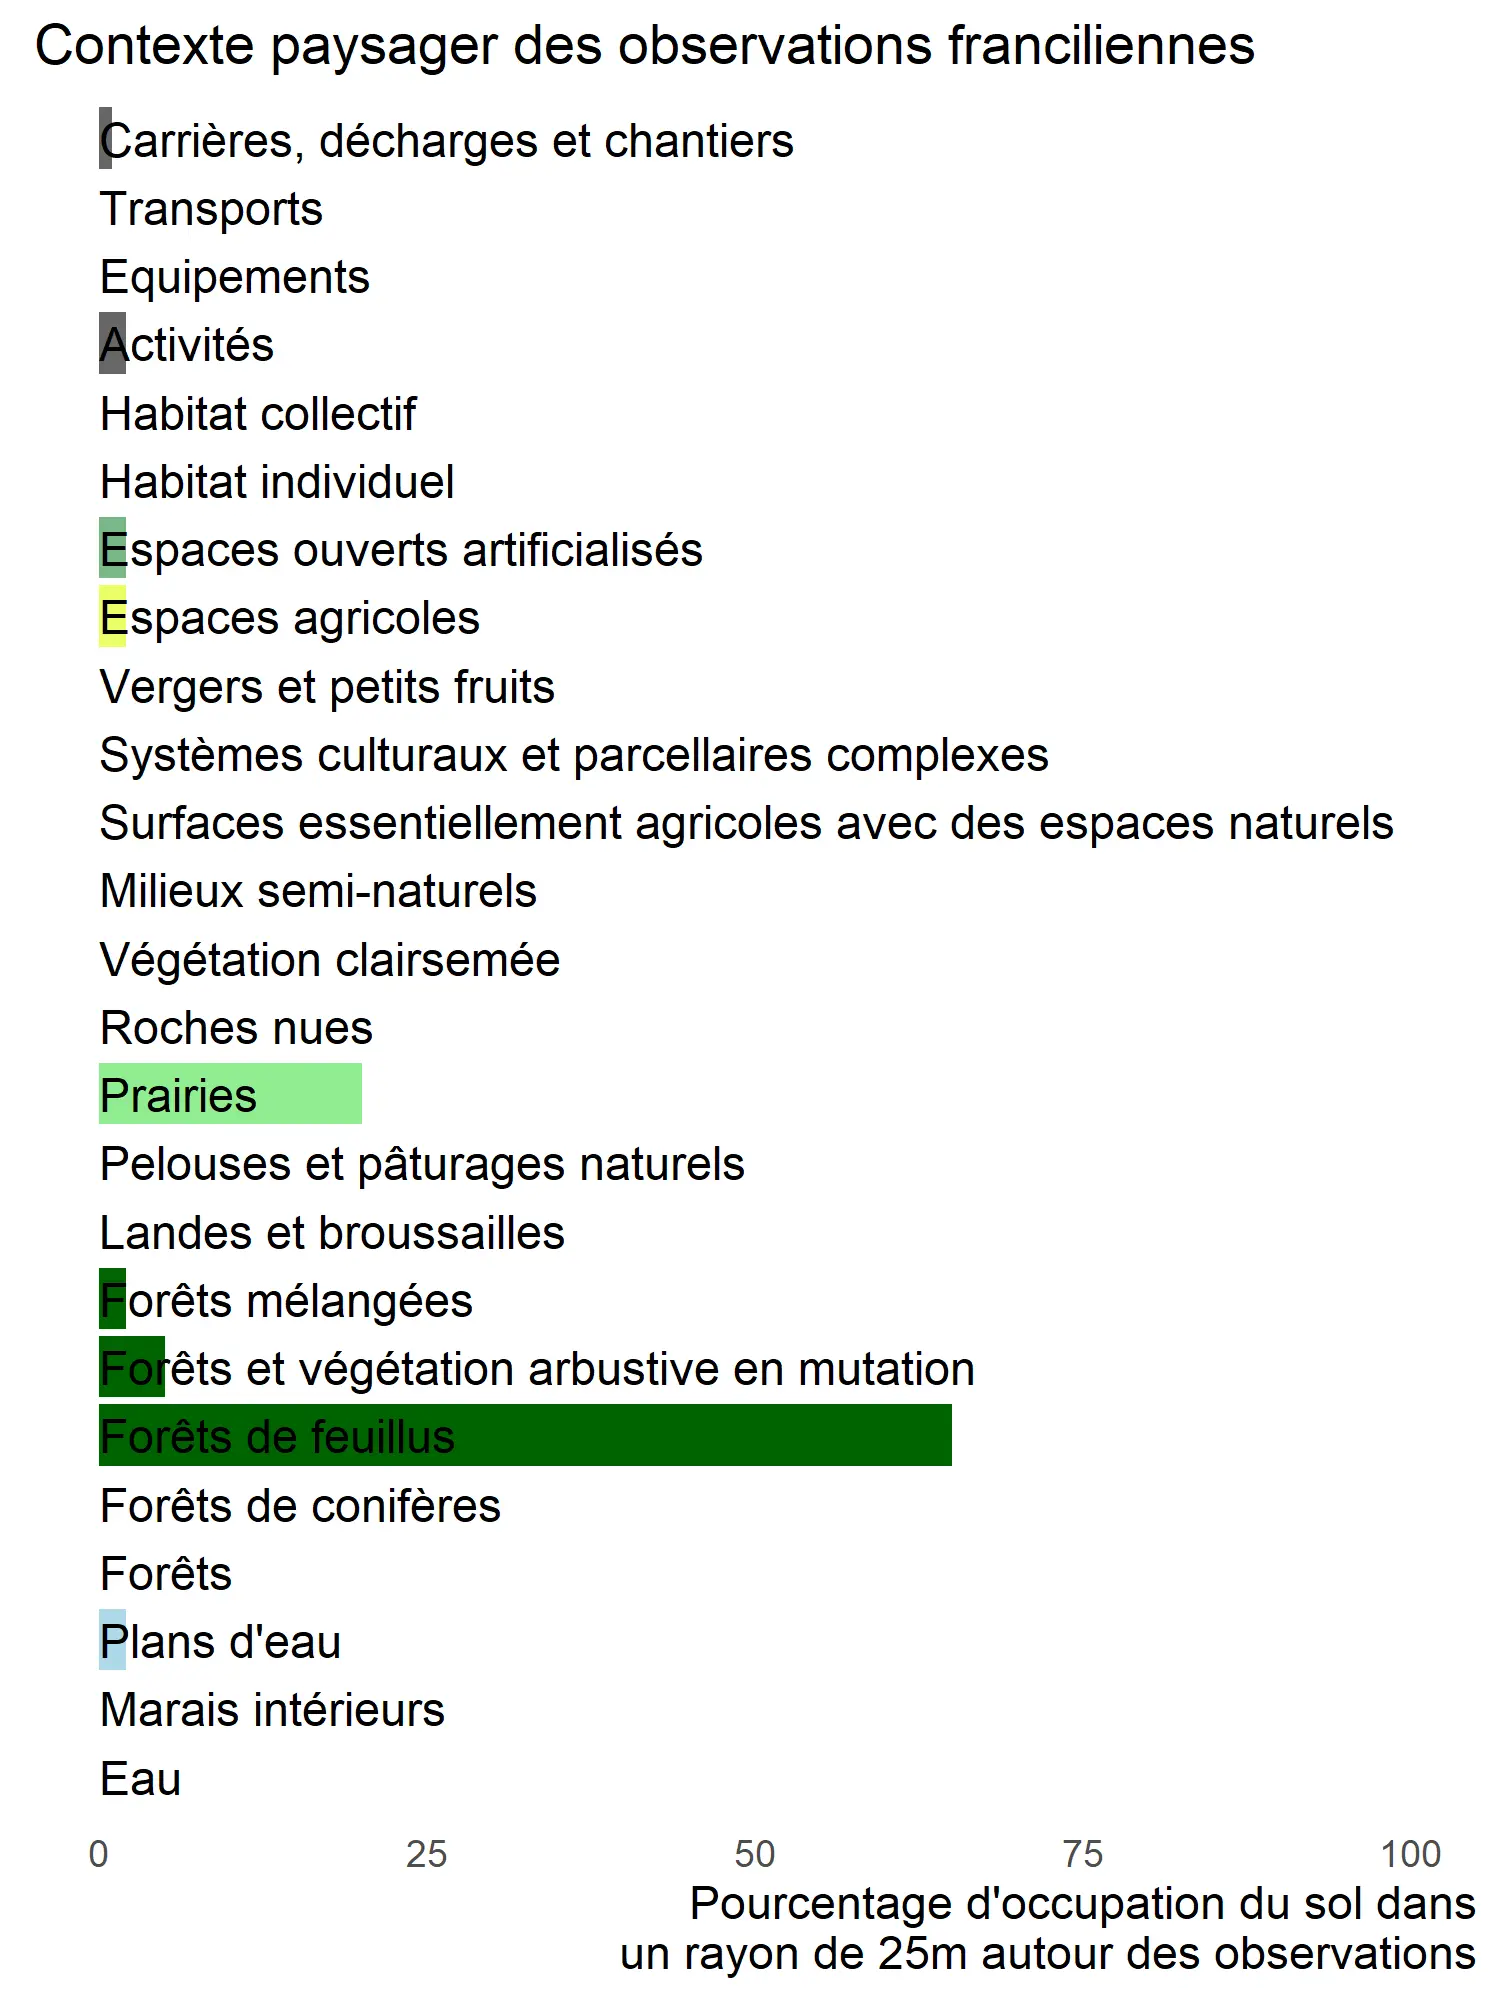 Contexte paysager des observations franciliennes
Carrières, décharges et chantiers
Transports
Equipements
Activités
Habitat collectif
Habitat individuel
Espaces ouverts artificialisés
Espaces agricoles
Vergers et petits fruits
Systèmes culturaux et parcellaires complexes
Surfaces essentiellement agricoles avec des espaces naturels
Milieux semi-naturels
Végétation clairsemée
Roches nues
Prairies
Pelouses et pâturages naturels
Landes et broussailles
Forêts mélangées
Forêts et végétation arbustive en mutation
Forêts de feuillus
Forêts de conifères
Forêts
Plans d'eau
Marais intérieurs
Eau
0 25 50 75 100
Pourcentage d'occupation du sol dans
un rayon de 25m autour des observations